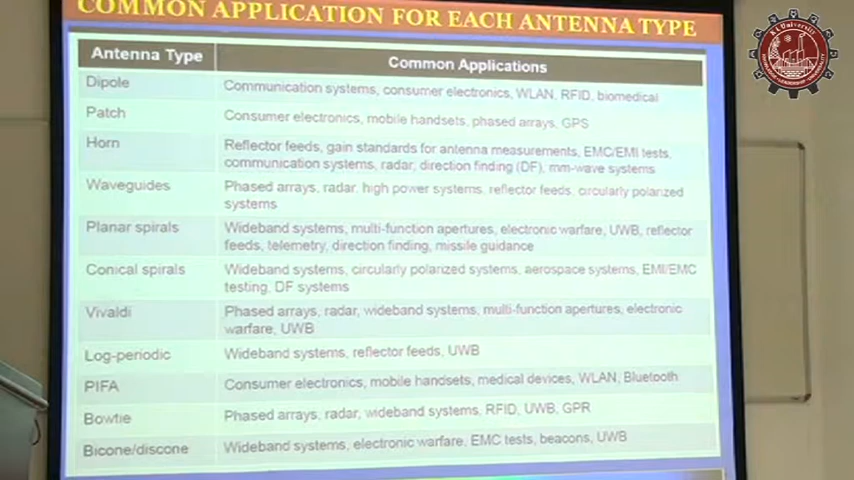 COMMON APPLICATION FOR EACH ANTENNA TYPE
Antenna Type Common Applications
Dipole Communication systems, consumer electronics, WLAN, RFID, biomedical
Patch Consumer electronics, mobile handsets, phased arrays, GPS
Horn Reflector feeds, gain standards for antenna measurements, EMC/EMI tests,
communication systems, radar, direction finding (DF), mm-wave systems
Waveguides Phased arrays, radar, high power systems, reflector feeds, circularly polarized
systems
Planar spirals Wideband systems, multi-function apertures, electronic warfare, UWB, reflector
feeds, telemetry, direction finding, missile guidance
Conical spirals Wideband systems, circularly polarized systems, aerospace systems, EMI/EMC
testing, DF systems
Vivaldi Phased arrays, radar, wideband systems, multi-function apertures, electronic
warfare, UWB
Log-periodic Wideband systems, reflector feeds, UWB
PIFA Consumer electronics, mobile handsets, medical devices, WLAN, Bluetooth
Bowtie Phased arrays, radar, wideband systems, RFID, UWB, GPR
Bicone/discone Wideband systems, electronic warfare, EMC tests, beacons, UWB